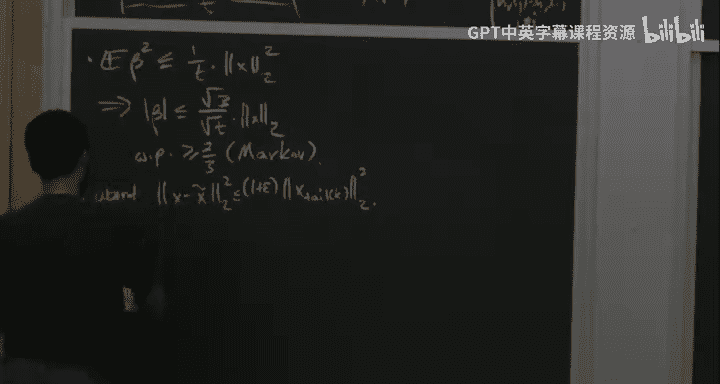 GPT中英字幕课程资源 bilibili
· 𝔼 β² ≤ 1/t · ‖x‖₂²
⇒ |β| ≤ √3/√t · ‖x‖₂
w.p. ≥ 2/3 (Markov).
want ‖x - x̃‖₂² ≤ (1+ε) ‖x_tail(k)‖₂².